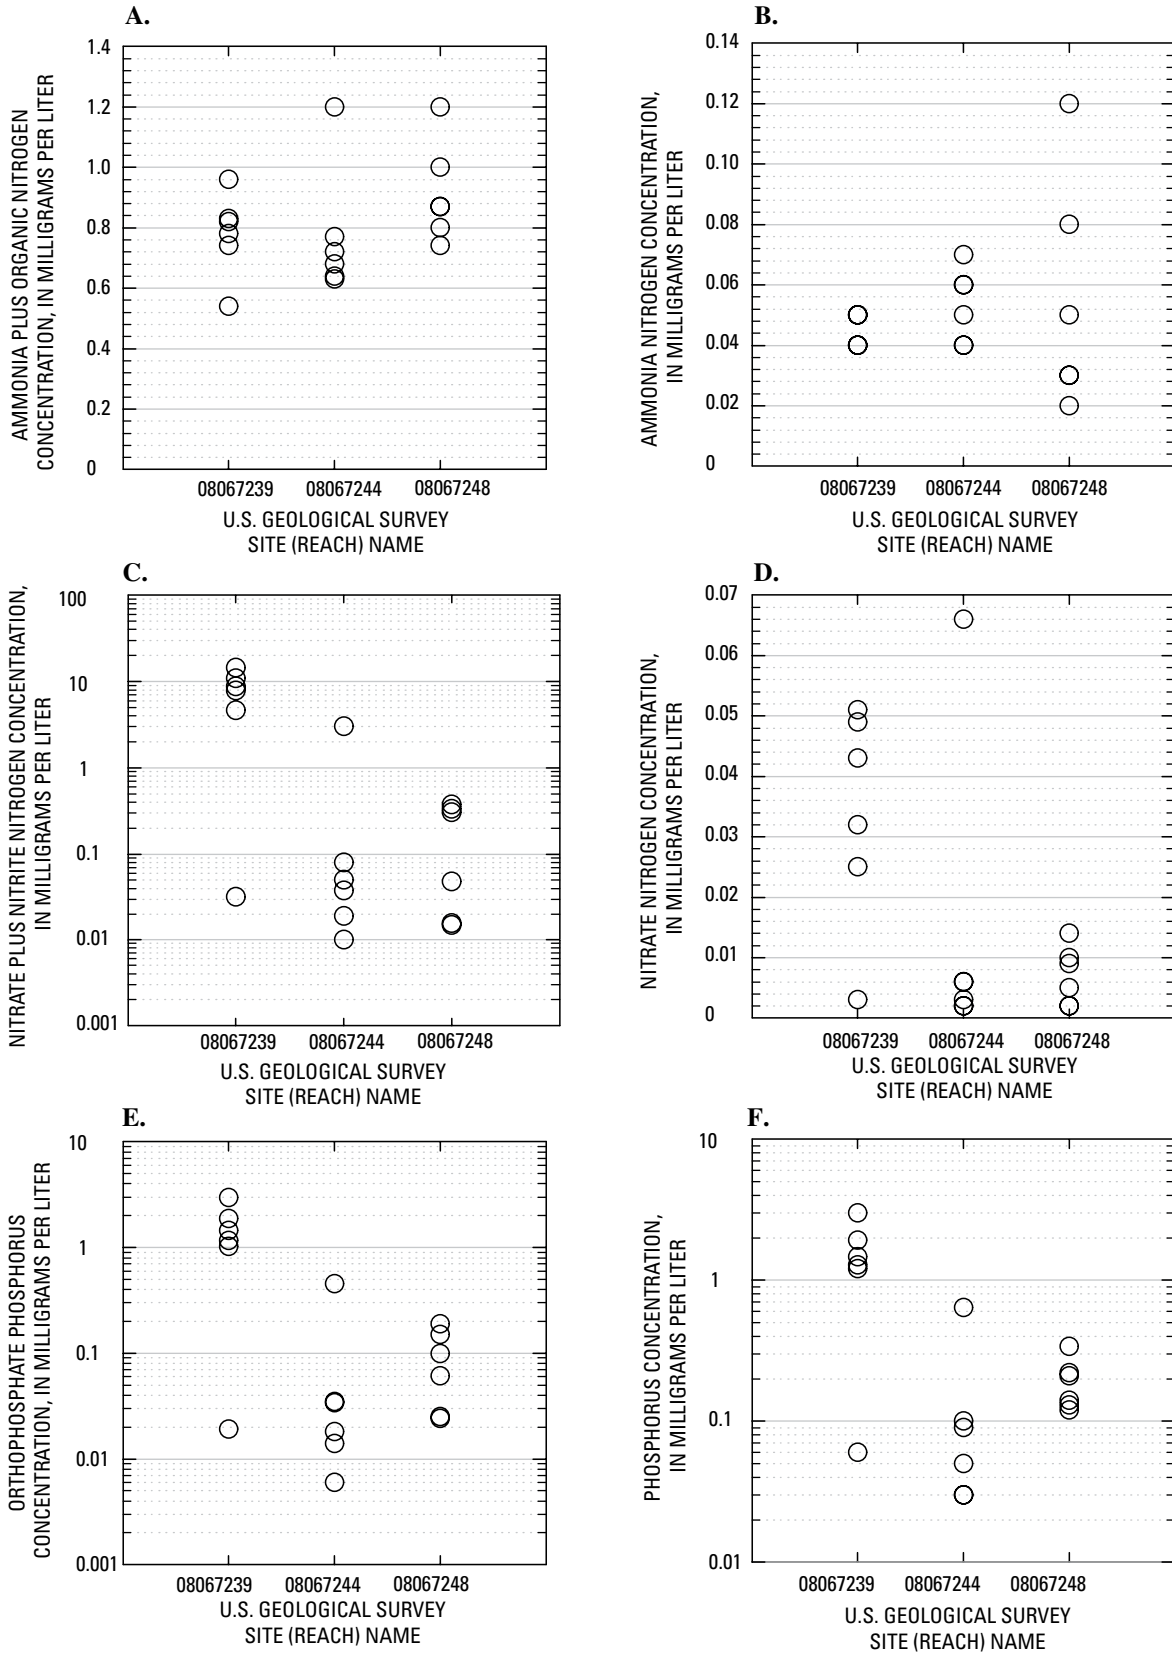 A.
AMMONIA PLUS ORGANIC NITROGEN
CONCENTRATION, IN MILLIGRAMS PER LITER
1.4
1.2
1.0
0.8
0.6
0.4
0.2
0
08067239 08067244 08067248
U.S. GEOLOGICAL SURVEY
SITE (REACH) NAME
B.
AMMONIA NITROGEN CONCENTRATION,
IN MILLIGRAMS PER LITER
0.14
0.12
0.10
0.08
0.06
0.04
0.02
0
08067239 08067244 08067248
U.S. GEOLOGICAL SURVEY
SITE (REACH) NAME
C.
NITRATE PLUS NITRITE NITROGEN CONCENTRATION,
IN MILLIGRAMS PER LITER
100
10
1
0.1
0.01
0.001
08067239 08067244 08067248
U.S. GEOLOGICAL SURVEY
SITE (REACH) NAME
D.
NITRATE NITROGEN CONCENTRATION,
IN MILLIGRAMS PER LITER
0.07
0.06
0.05
0.04
0.03
0.02
0.01
0
08067239 08067244 08067248
U.S. GEOLOGICAL SURVEY
SITE (REACH) NAME
E.
ORTHOPHOSPHATE PHOSPHORUS
CONCENTRATION, IN MILLIGRAMS PER LITER
10
1
0.1
0.01
0.001
08067239 08067244 08067248
U.S. GEOLOGICAL SURVEY
SITE (REACH) NAME
F.
PHOSPHORUS CONCENTRATION,
IN MILLIGRAMS PER LITER
10
1
0.1
0.01
08067239 08067244 08067248
U.S. GEOLOGICAL SURVEY
SITE (REACH) NAME